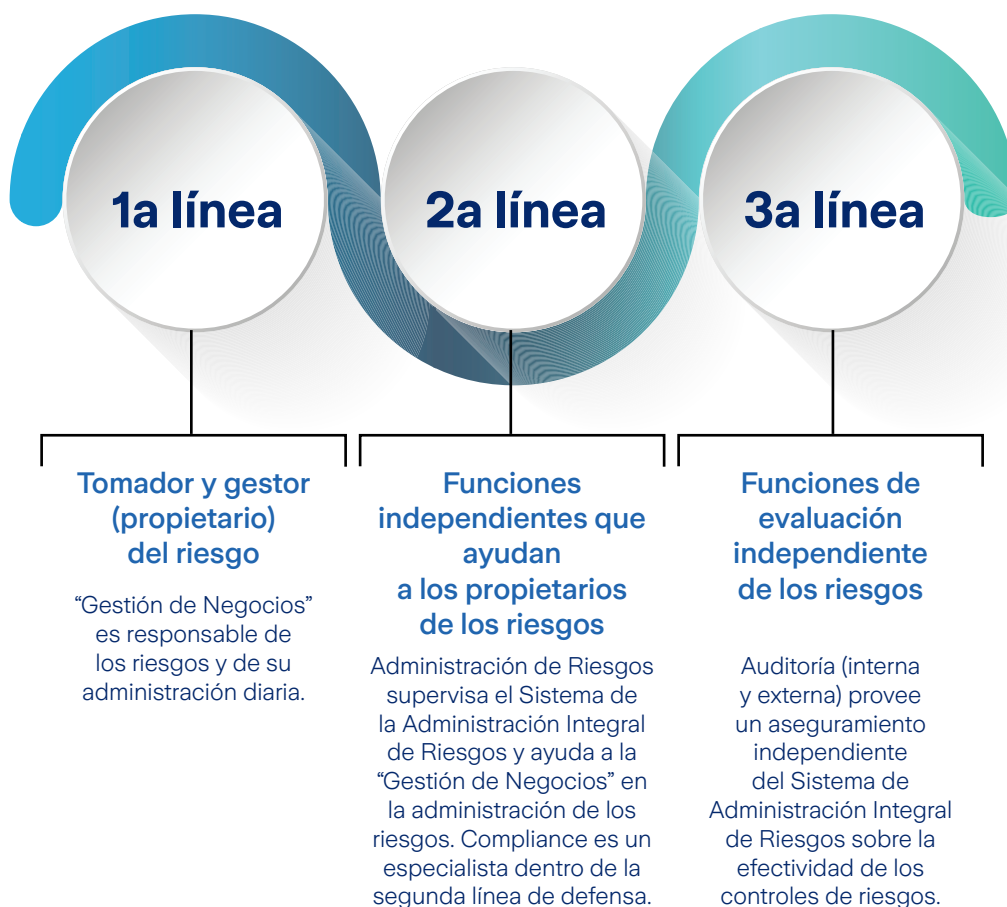 1a línea
2a línea
3a línea
Tomador y gestor
(propietario)
del riesgo
“Gestión de Negocios”
es responsable de
los riesgos y de su
administración diaria.
Funciones
independientes que
ayudan
a los propietarios
de los riesgos
Administración de Riesgos
supervisa el Sistema de
la Administración Integral
de Riesgos y ayuda a la
“Gestión de Negocios” en
la administración de los
riesgos. Compliance es un
especialista dentro de la
segunda línea de defensa.
Funciones de
evaluación
independiente
de los riesgos
Auditoría (interna
y externa) provee
un aseguramiento
independiente
del Sistema de
Administración Integral
de Riesgos sobre la
efectividad de los
controles de riesgos.